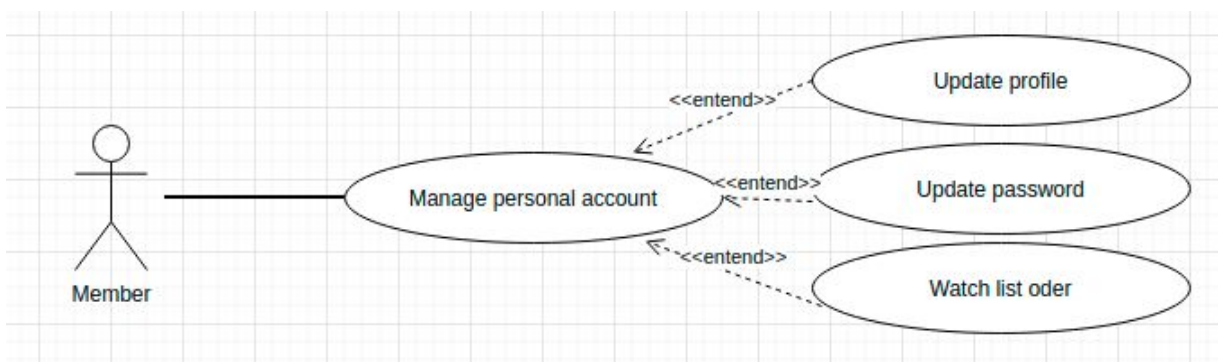 Update profile
<<entend>>
<<entend>>
Update password
Manage personal account
<<entend>>
Watch list oder
Member